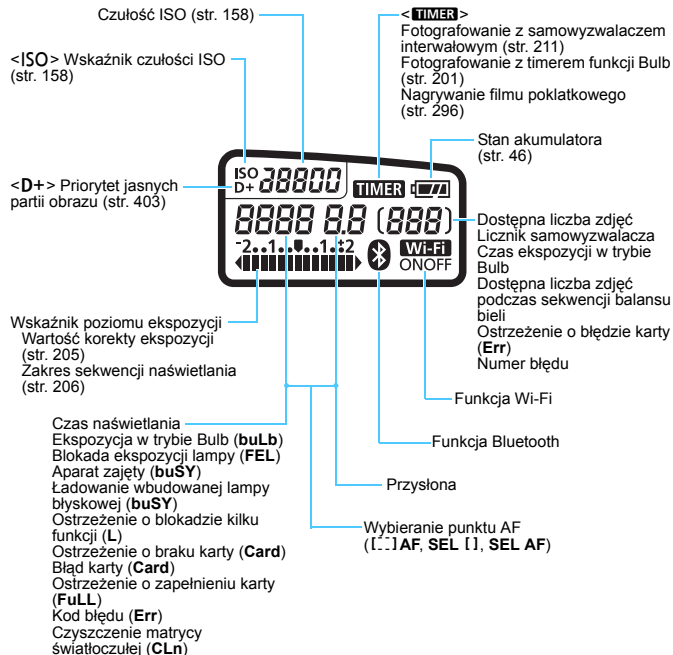 Czułość ISO (str. 158)
<ISO> Wskaźnik czułości ISO
(str. 158)
<D+> Priorytet jasnych
partii obrazu (str. 403)
<TIMER>
Fotografowanie z samowyzwalaczem
interwałowym (str. 211)
Fotografowanie z timerem funkcji Bulb
(str. 201)
Nagrywanie filmu poklatkowego
(str. 296)
Stan akumulatora
(str. 46)
ISO
D+ 38800 TIMER
8888 8.8 (888)
-2..1..0..1..+2 Wi-Fi
ONOFF
Dostępna liczba zdjęć
Licznik samowyzwalacza
Czas ekspozycji w trybie
Bulb
Dostępna liczba zdjęć
podczas sekwencji balansu
bieli
Ostrzeżenie o błędzie karty
(Err)
Numer błędu
Wskaźnik poziomu ekspozycji
Wartość korekty ekspozycji
(str. 205)
Zakres sekwencji naświetlania
(str. 206)
Funkcja Wi-Fi
Funkcja Bluetooth
Przysłona
Wybieranie punktu AF
([---] AF, SEL [ ], SEL AF)
Czas naświetlania
Ekspozycja w trybie Bulb (buLb)
Blokada ekspozycji lampy (FEL)
Aparat zajęty (buSY)
Ładowanie wbudowanej lampy
błyskowej (buSY)
Ostrzeżenie o blokadzie kilku
funkcji (L)
Ostrzeżenie o braku karty (Card)
Błąd karty (Card)
Ostrzeżenie o zapełnieniu karty
(FuLL)
Kod błędu (Err)
Czyszczenie matrycy
światłoczułej (CLn)